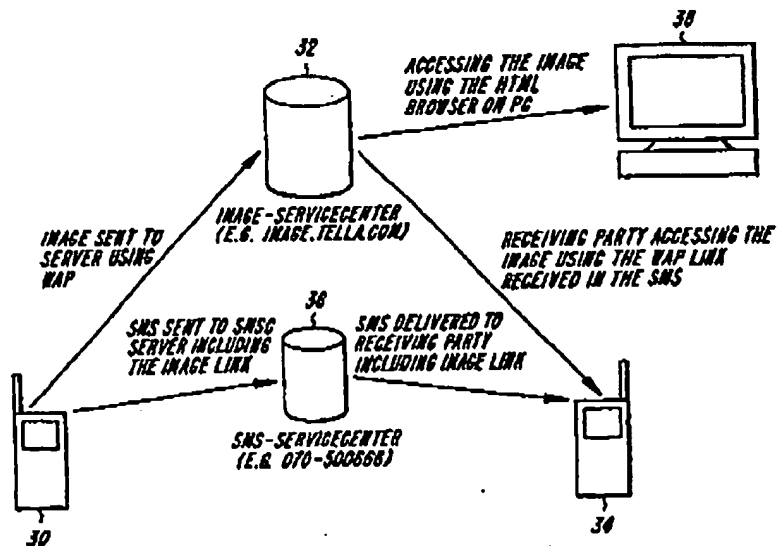 32
38
ACCESSING THE IMAGE
USING THE HTML
BROWSER ON PC
IMAGE-SERVICECENTER
(E.G. IMAGE.TELLA.COM)
IMAGE SENT TO
SERVER USING
WAP
RECEIVING PARTY ACCESSING THE
IMAGE USING THE WAP LINK
RECEIVED IN THE SMS
36
SMS SENT TO SMSC
SERVER INCLUDING
THE IMAGE LINK
SMS DELIVERED TO
RECEIVING PARTY
INCLUDING IMAGE LINK
SMS-SERVICECENTER
(E.G. 070-500668)
30
34